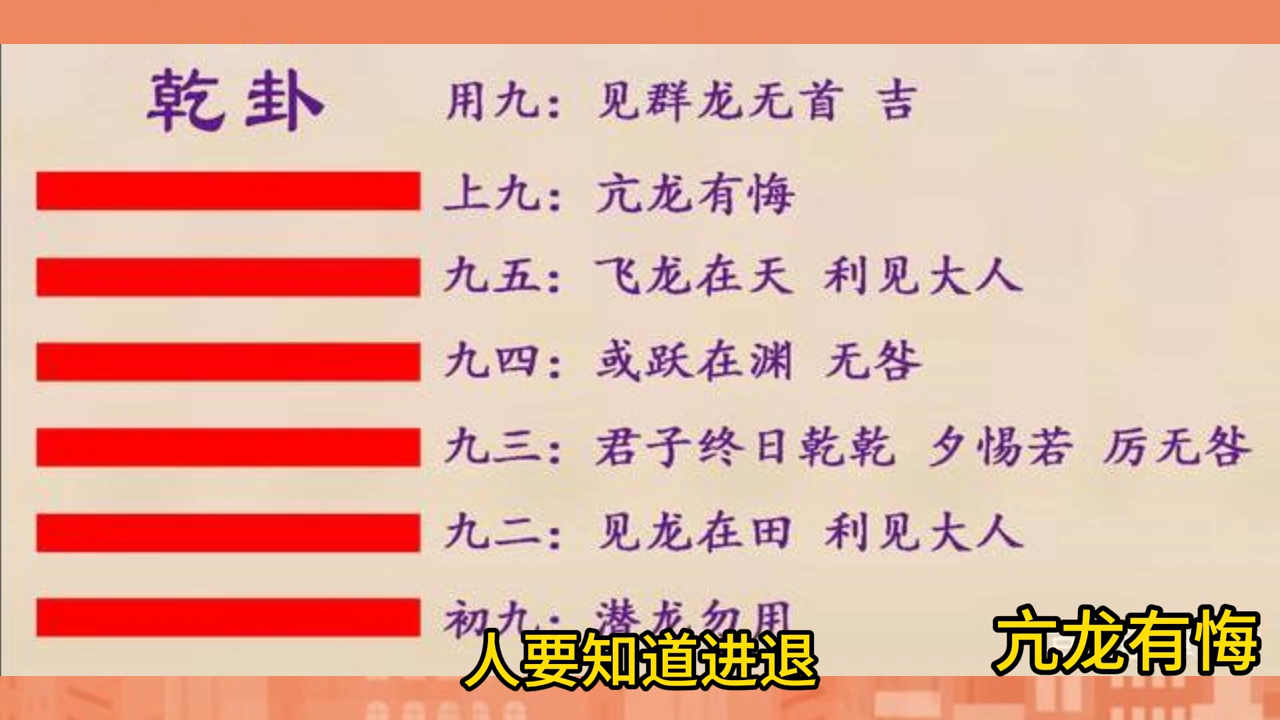 乾卦
用九：见群龙无首 吉
上九：亢龙有悔
九五：飞龙在天 利见大人
九四：或跃在渊 无咎
九三：君子终日乾乾 夕惕若 厉无咎
九二：见龙在田 利见大人
初九：潜龙勿用
人要知道进退
亢龙有悔